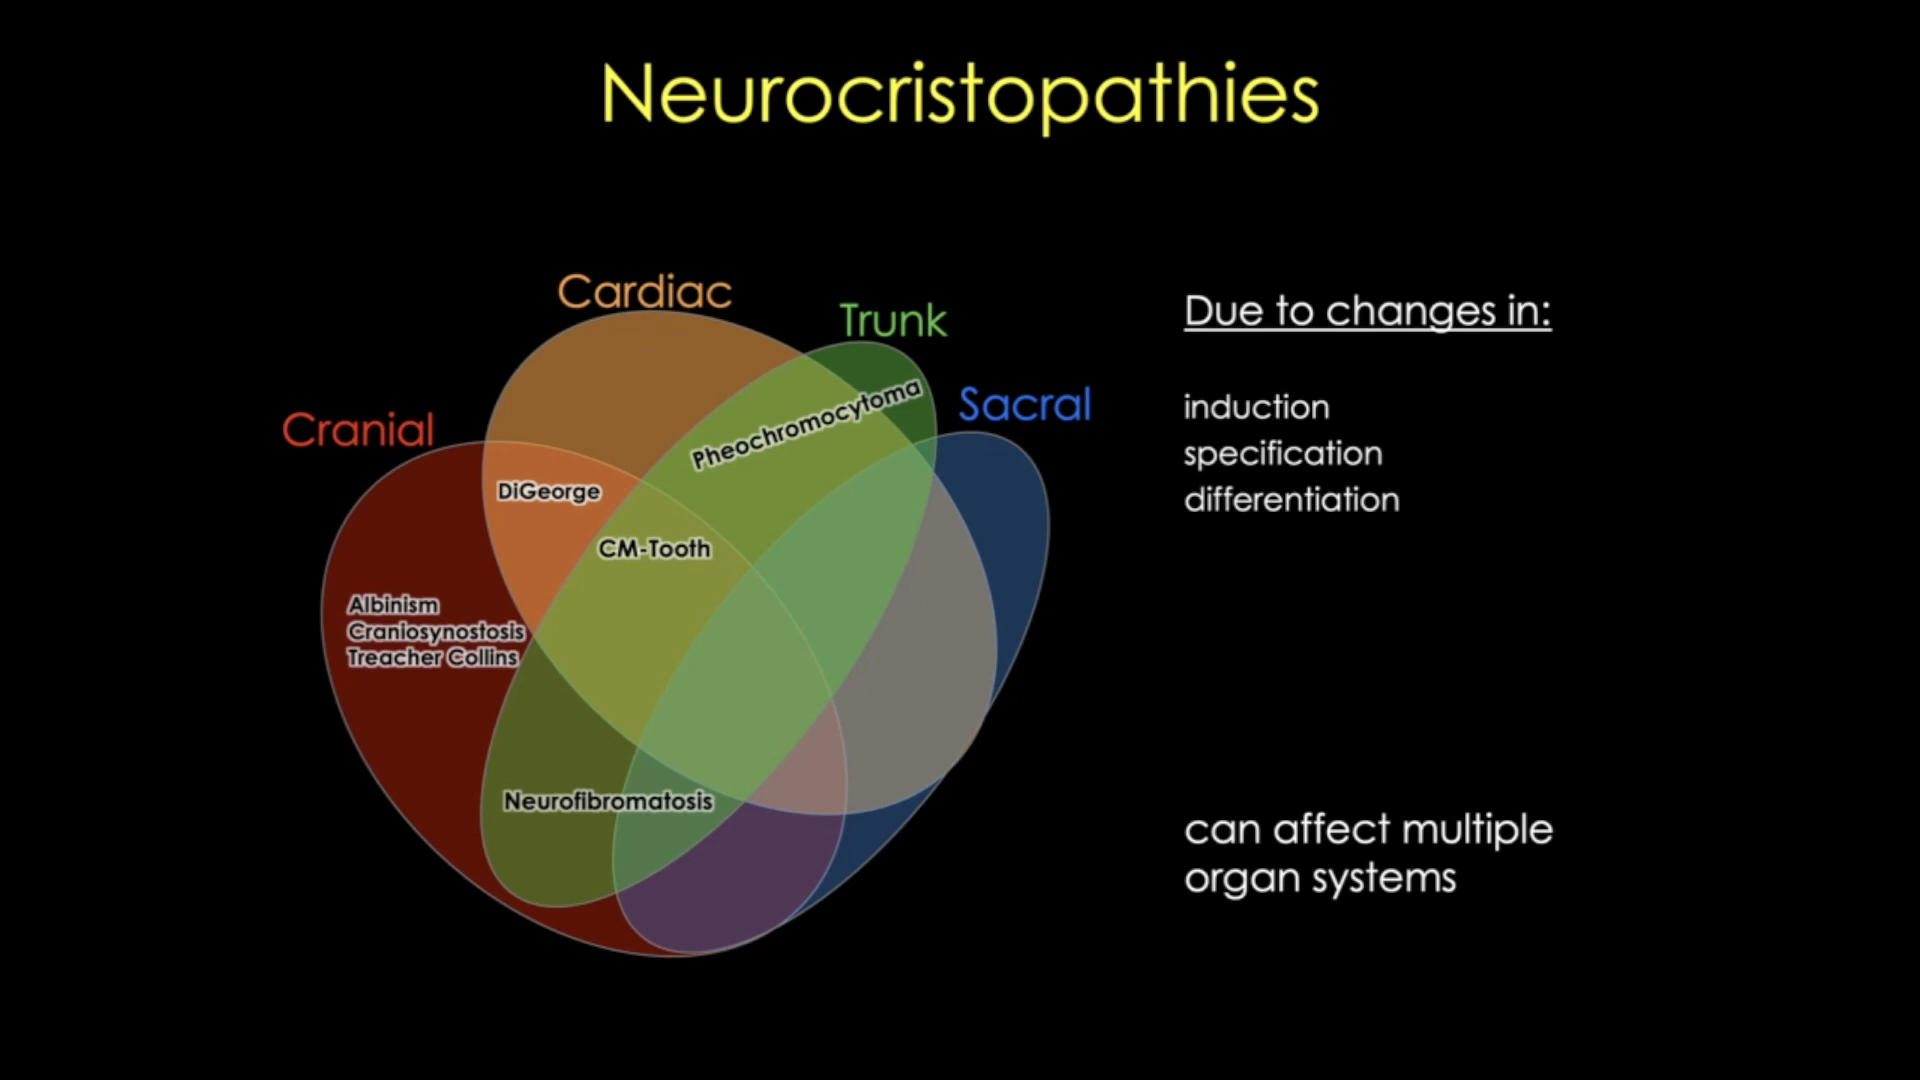 Neurocristopathies
Cardiac
Trunk
Sacral
Cranial
Pheochromocytoma
DiGeorge
CM-Tooth
Albinism
Craniosynostosis
Treacher Collins
Neurofibromatosis
Due to changes in:
induction
specification
differentiation
can affect multiple
organ systems